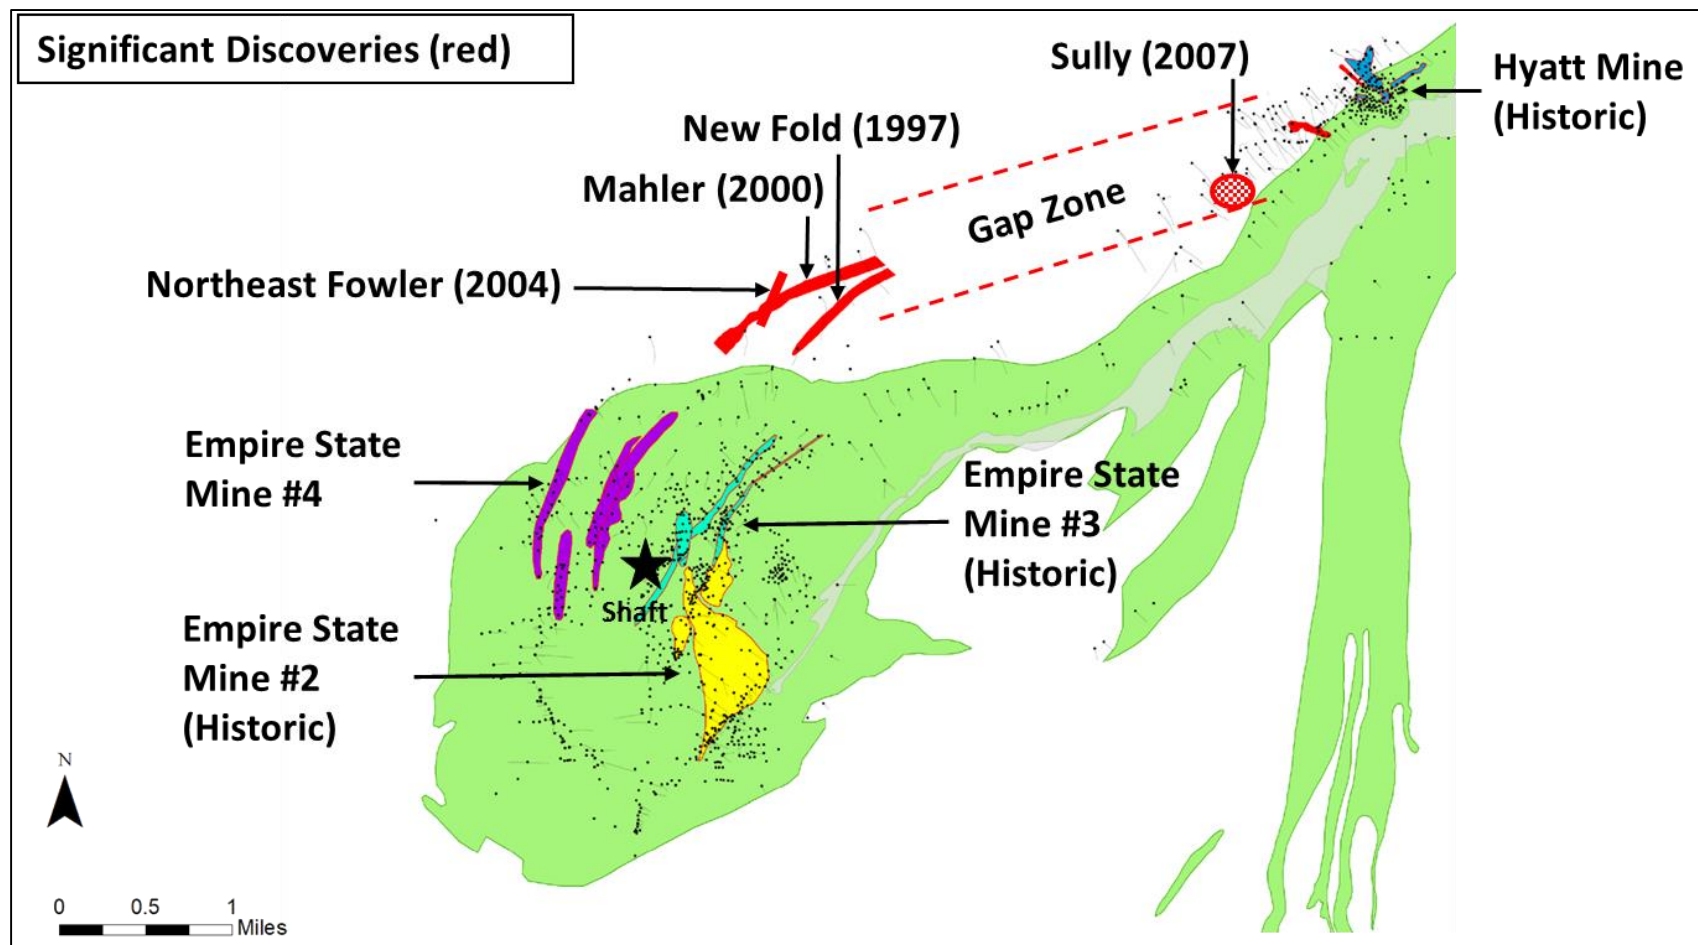 Significant Discoveries (red)
Sully (2007)
Hyatt Mine
(Historic)
New Fold (1997)
Mahler (2000)
Gap Zone
Northeast Fowler (2004)
Empire State
Mine #4
Empire State
Mine #3
(Historic)
Shaft
Empire State
Mine #2
(Historic)
N
0 0.5 1
Miles